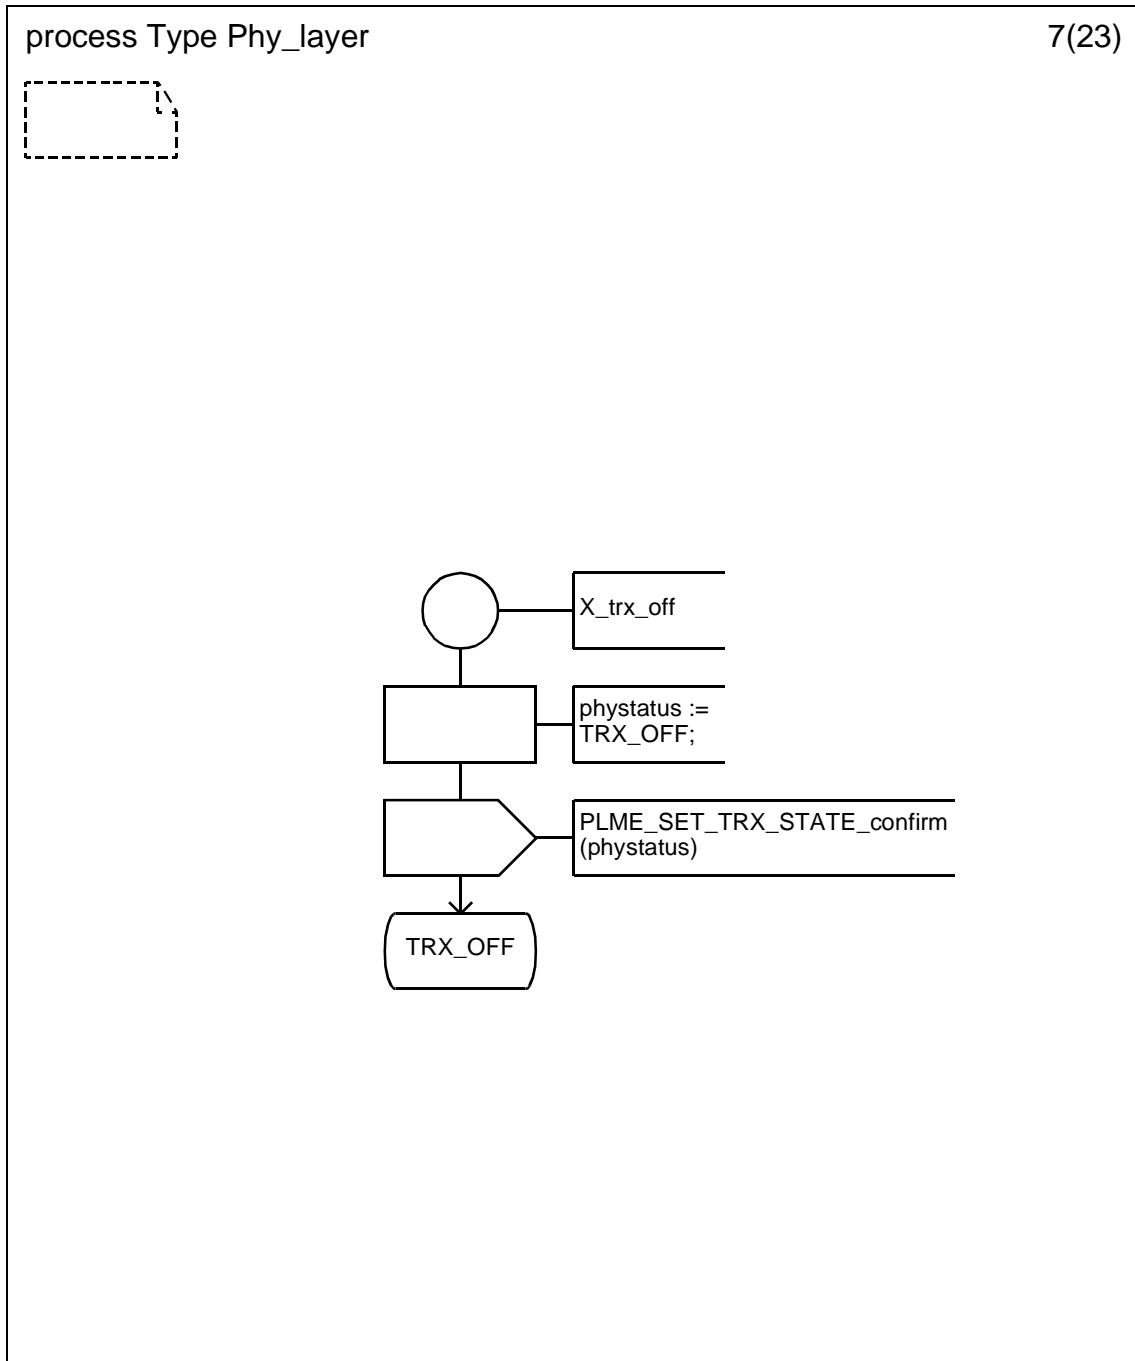 process Type Phy_layer
7(23)
X_trx_off
phystatus :=
TRX_OFF;
PLME_SET_TRX_STATE_confirm
(phystatus)
TRX_OFF